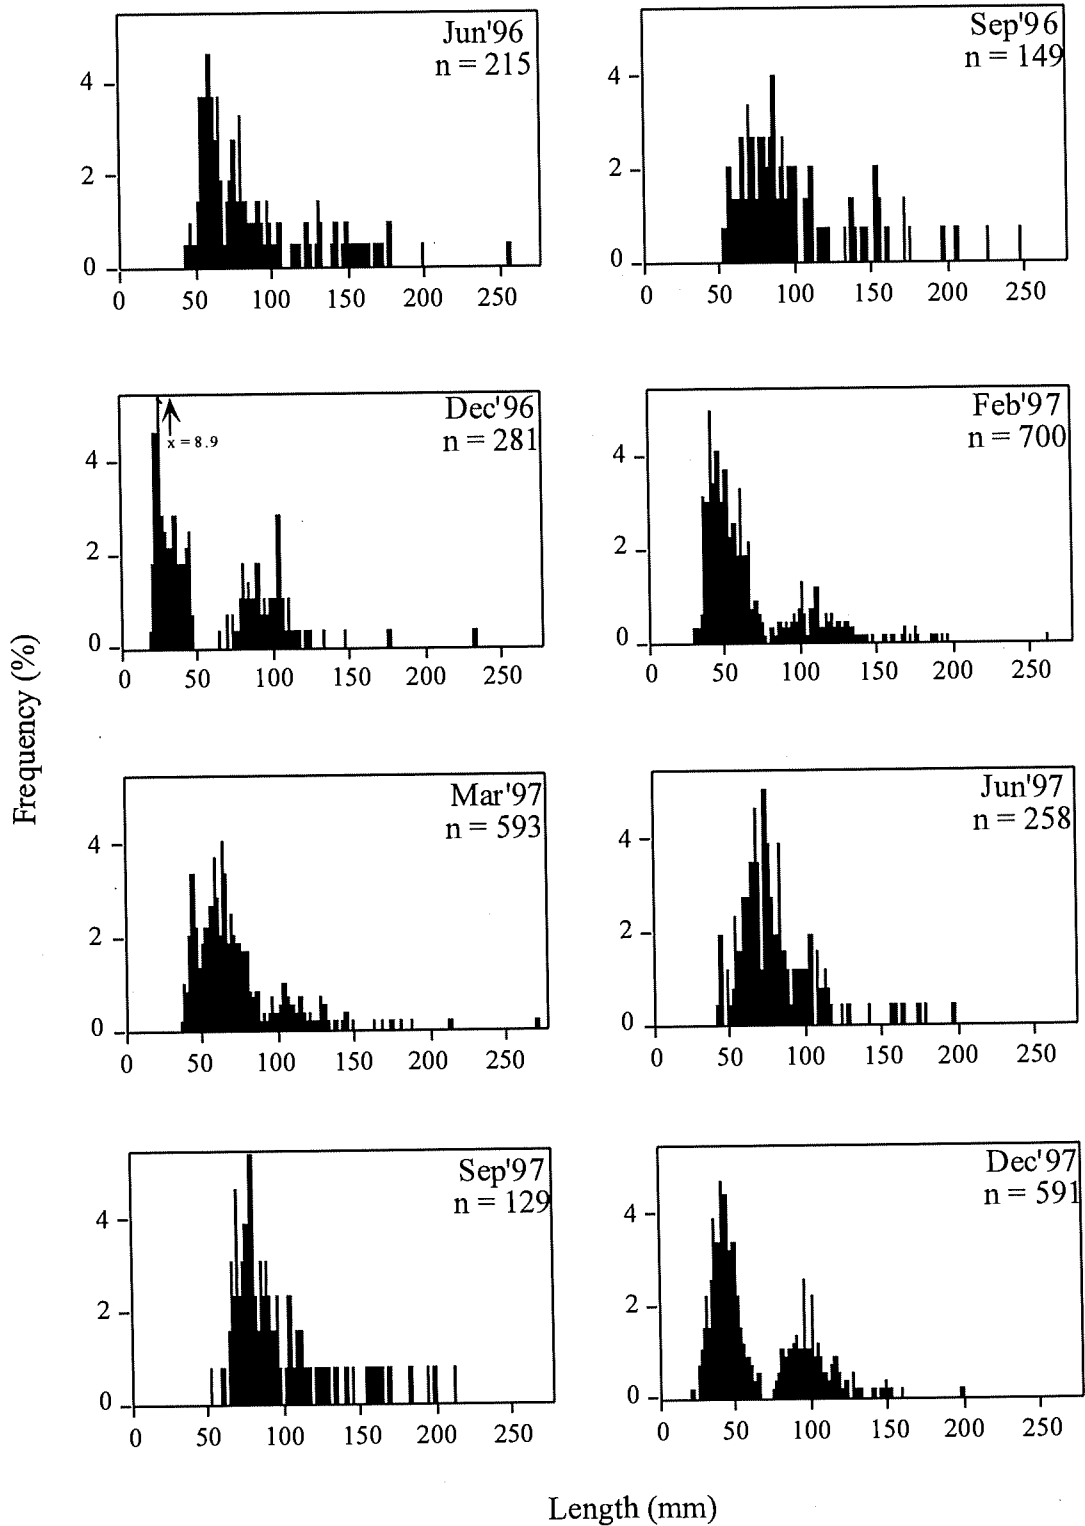 Jun'96
n = 215
4
2
0
0 50 100 150 200 250
Sep'96
n = 149
4
2
0
0 50 100 150 200 250
Dec'96
n = 281
x = 8.9
4
2
0
0 50 100 150 200 250
Feb'97
n = 700
4
2
0
0 50 100 150 200 250
Frequency (%)
Mar'97
n = 593
4
2
0
0 50 100 150 200 250
Jun'97
n = 258
4
2
0
0 50 100 150 200 250
Sep'97
n = 129
4
2
0
0 50 100 150 200 250
Dec'97
n = 591
4
2
0
0 50 100 150 200 250
Length (mm)